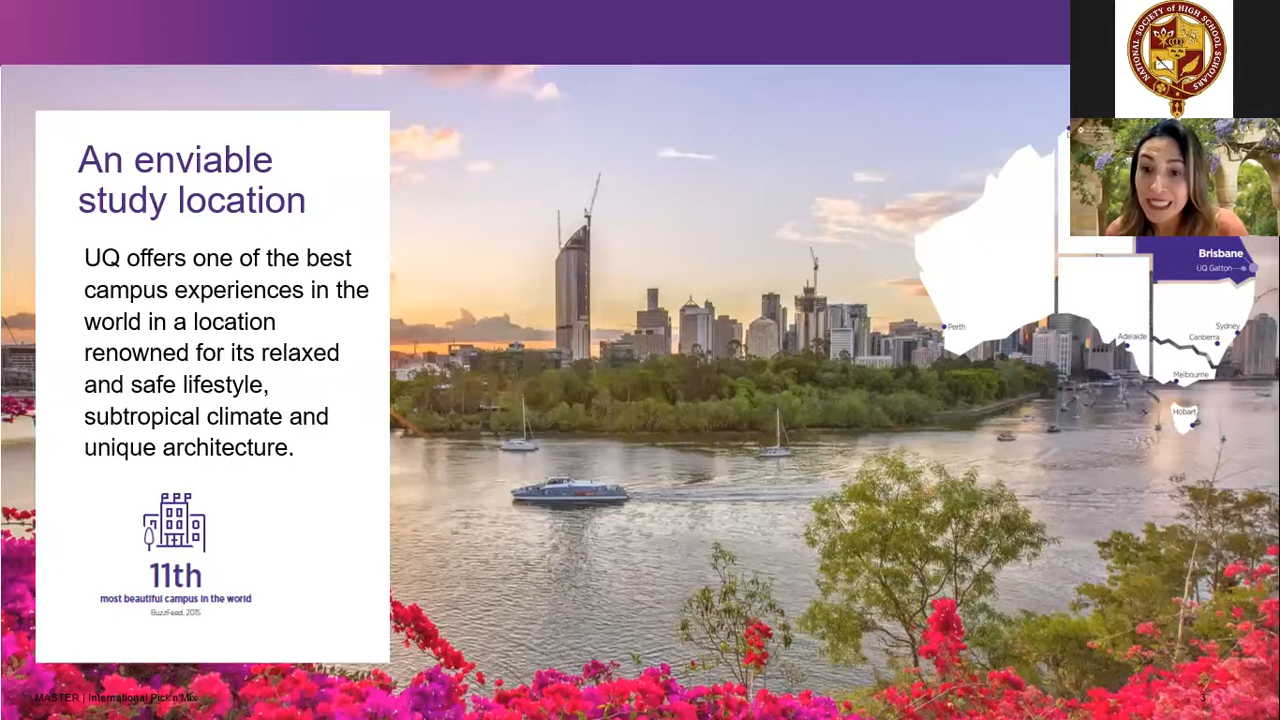 NATIONAL SOCIETY of HIGH SCHOOL SCHOLARS
An enviable
study location
UQ offers one of the best
campus experiences in the
world in a location
renowned for its relaxed
and safe lifestyle,
subtropical climate and
unique architecture.
11th
most beautiful campus in the world
BuzzFeed, 2015
Brisbane
UQ Gatton
Perth
Adelaide
Sydney
Canberra
Melbourne
Hobart
MASTER | International Pick'n'Mix
3